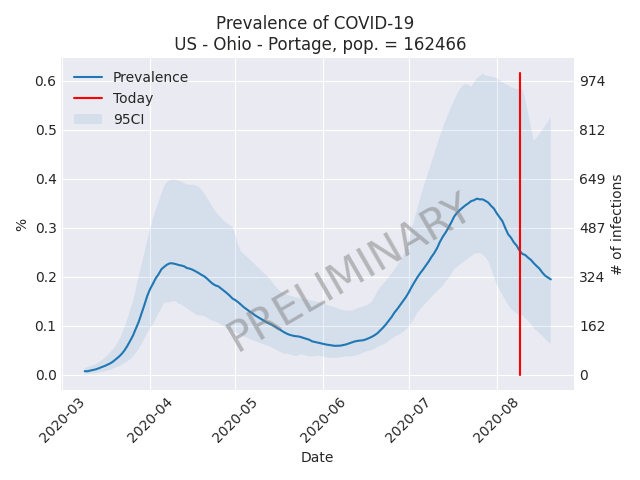 Prevalence of COVID-19
US - Ohio - Portage, pop. = 162466
Prevalence
Today
95CI
PRELIMINARY
%
0.6
0.5
0.4
0.3
0.2
0.1
0.0
974
812
649
487
324
162
0
# of infections
2020-03
2020-04
2020-05
2020-06
2020-07
2020-08
Date